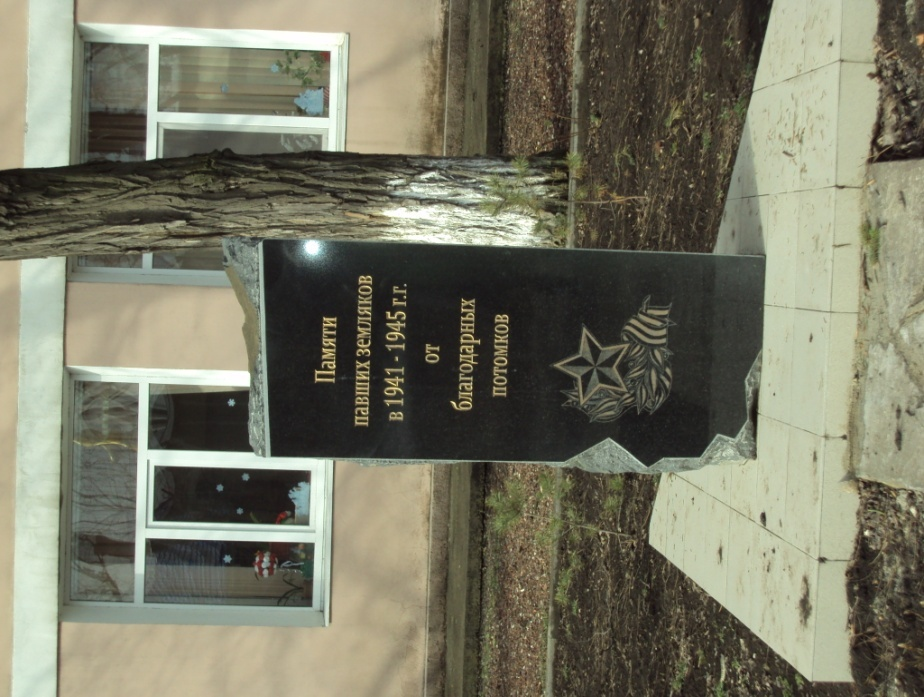 Памяти
павших земляков
в 1941-1945 г.г.
от
благодарных
потомков